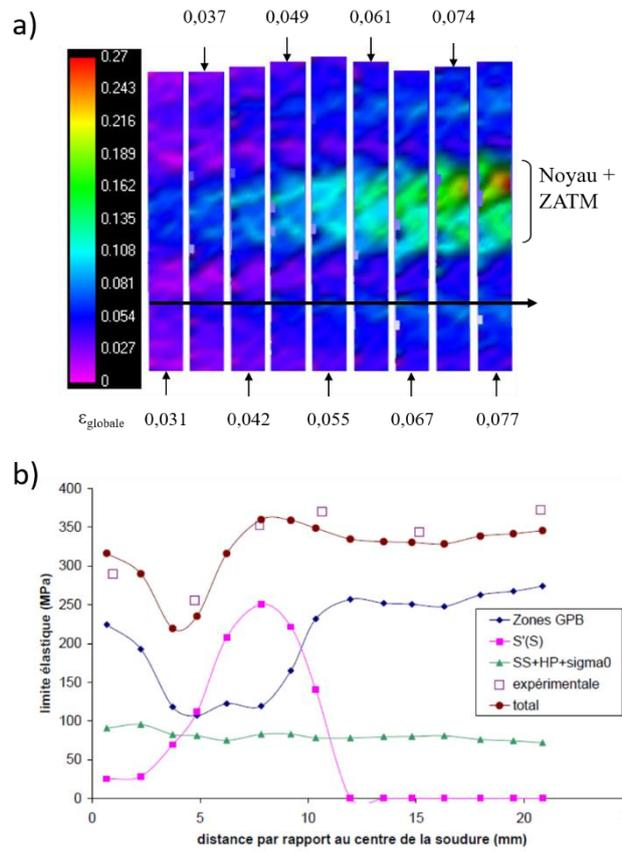 a)
0,037 0,049 0,061 0,074
0.27
0.243
0.216
0.189
0.162
0.135
0.108
0.081
0.054
0.027
0
Noyau +
ZATM
εglobale 0,031 0,042 0,055 0,067 0,077
b)
limite élastique (MPa)
400
350
300
250
200
150
100
50
0
0 5 10 15 20
distance par rapport au centre de la soudure (mm)
Zones GPB
S'(S)
SS+HP+sigma0
expérimentale
total